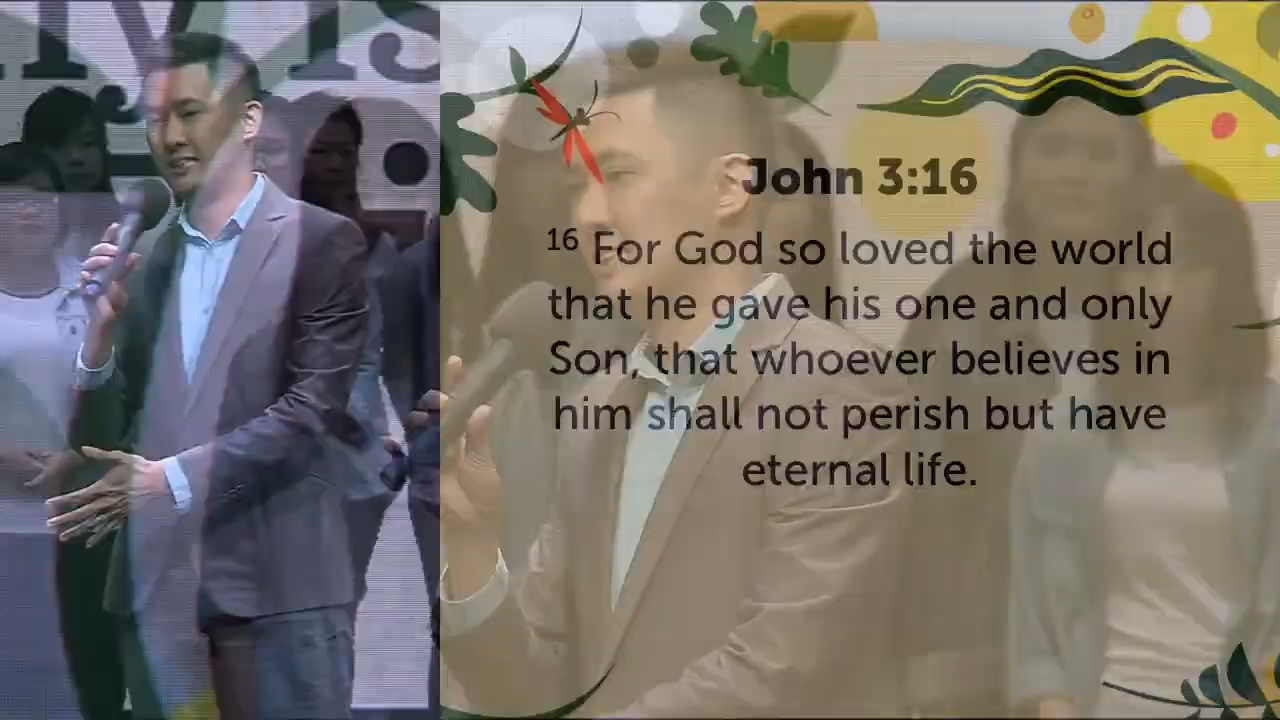 John 3:16
16 For God so loved the world
that he gave his one and only
Son, that whoever believes in
him shall not perish but have
eternal life.